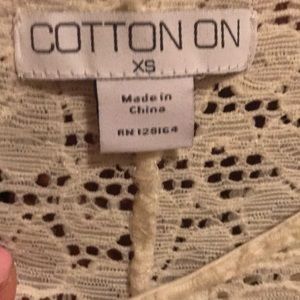 COTTON ON
XS
Made in
China
RN 128164